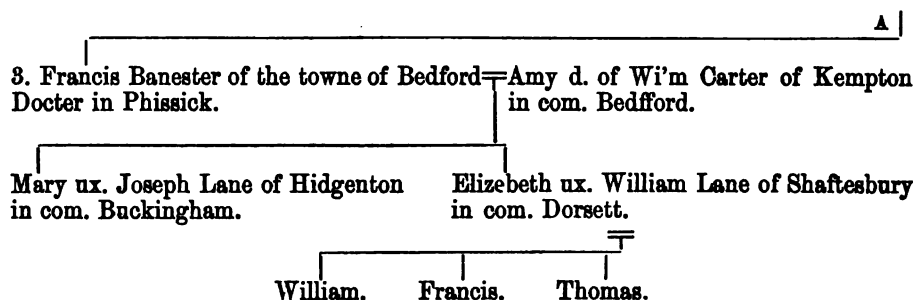 A
3. Francis Banester of the towne of Bedford=Amy d. of Wi'm Carter of Kempton
Docter in Phissick. in com. Bedfford.
Mary ux. Joseph Lane of Hidgenton Elizebeth ux. William Lane of Shaftesbury
in com. Buckingham. in com. Dorsett.
William. Francis. Thomas.